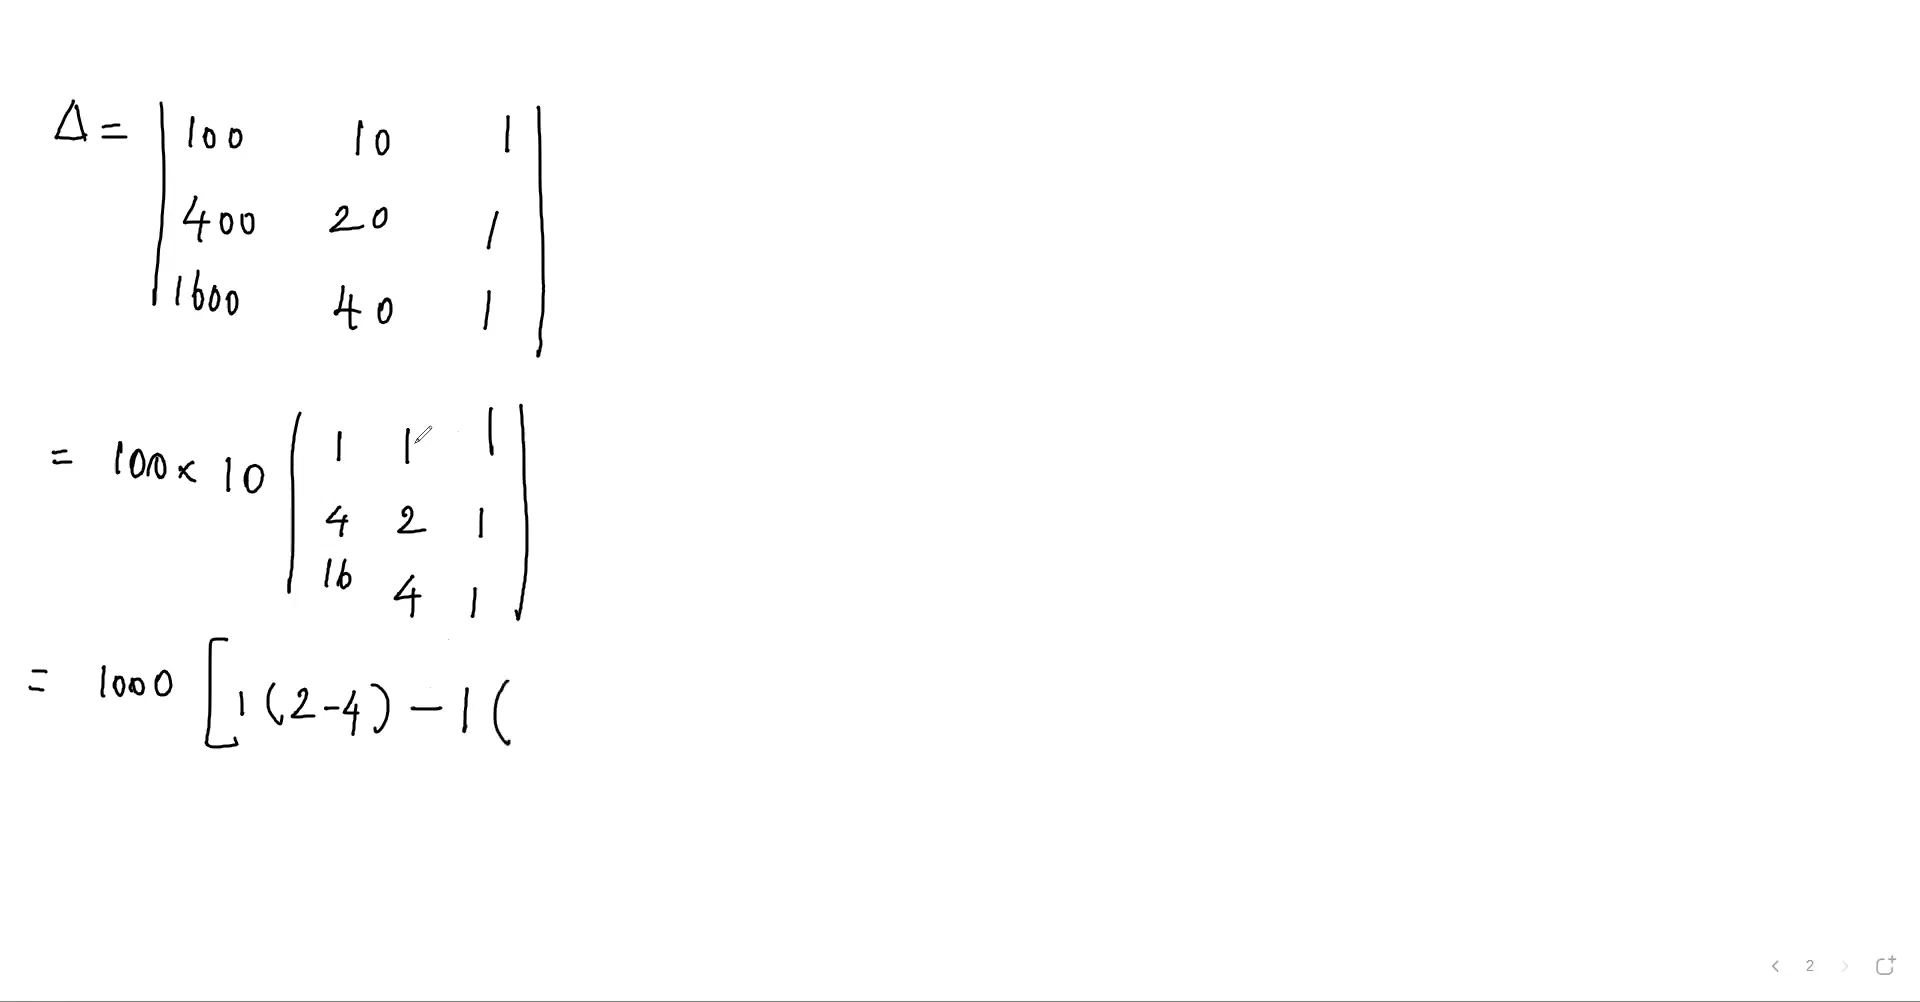 Δ = | 100 10 1 |
| 400 20 1 |
| 1600 40 1 |
= 100 × 10 | 1 1 1 |
| 4 2 1 |
| 16 4 1 |
= 1000 [ 1 (2-4) - 1 (
2